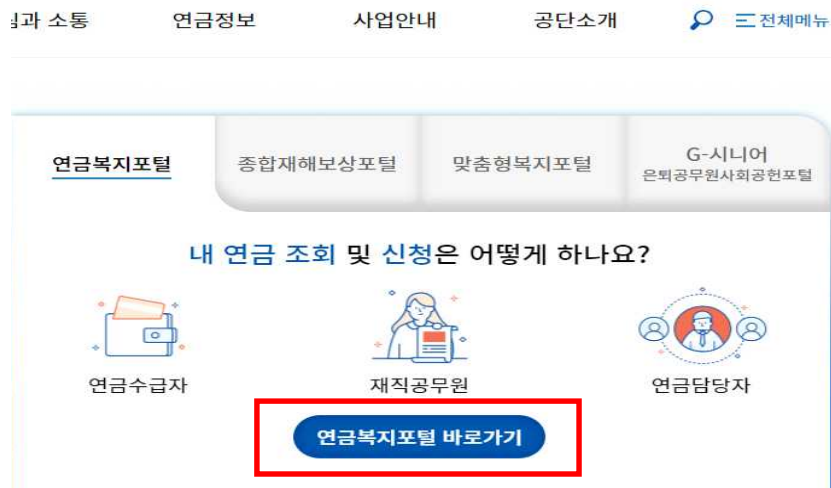 과 소통 연금정보 사업안내 공단소개 전체메뉴
연금복지포털 종합재해보상포털 맞춤형복지포털 G-시니어
은퇴공무원사회공헌포털
내 연금 조회 및 신청은 어떻게 하나요?
연금수급자 재직공무원 연금담당자
연금복지포털 바로가기